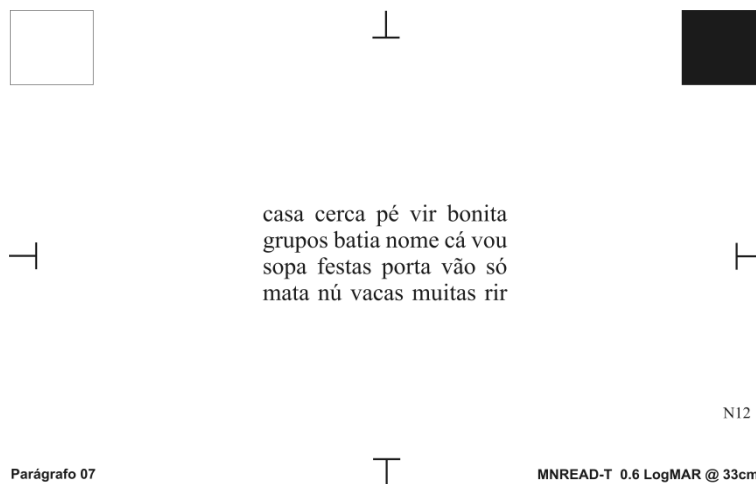 casa cerca pé vir bonita
grupos batia nome cá vou
sopa festas porta vão só
mata nú vacas muitas rir
N12
Parágrafo 07
MNREAD-T 0.6 LogMAR @ 33cm